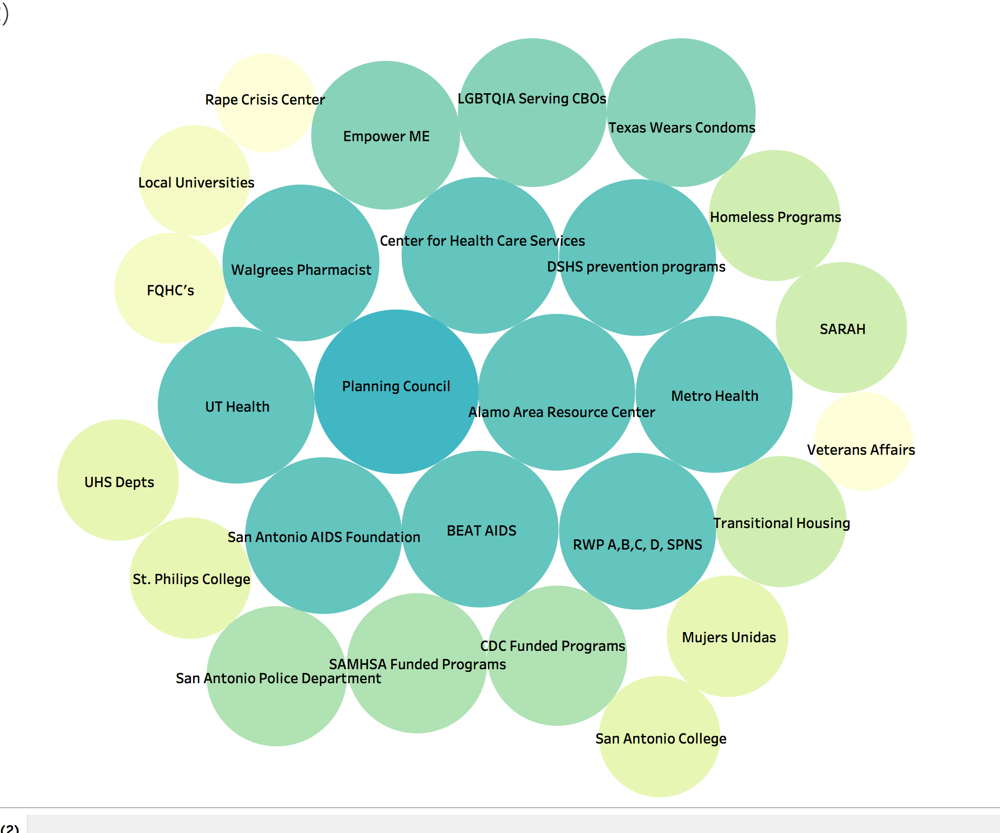 )
Rape Crisis Center
LGBTQIA Serving CBOs
Texas Wears Condoms
Empower ME
Local Universities
Homeless Programs
Center for Health Care Services
DSHS prevention programs
Walgrees Pharmacist
FQHC’s
SARAH
Planning Council
Metro Health
UT Health
Alamo Area Resource Center
Veterans Affairs
UHS Depts
Transitional Housing
BEAT AIDS
San Antonio AIDS Foundation
RWP A,B,C, D, SPNS
St. Philips College
Mujers Unidas
CDC Funded Programs
SAMHSA Funded Programs
San Antonio Police Department
San Antonio College
(2)